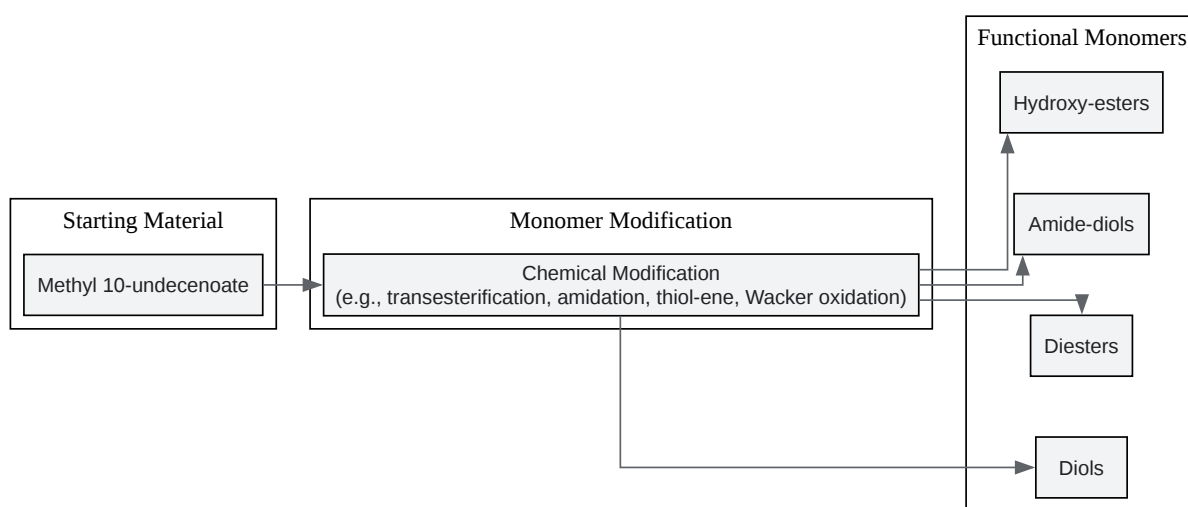 Functional Monomers
Hydroxy-esters
Starting Material
Monomer Modification
Amide-diols
Methyl 10-undecenoate
Chemical Modification
(e.g., transesterification, amidation, thiol-ene, Wacker oxidation)
Diesters
Diols